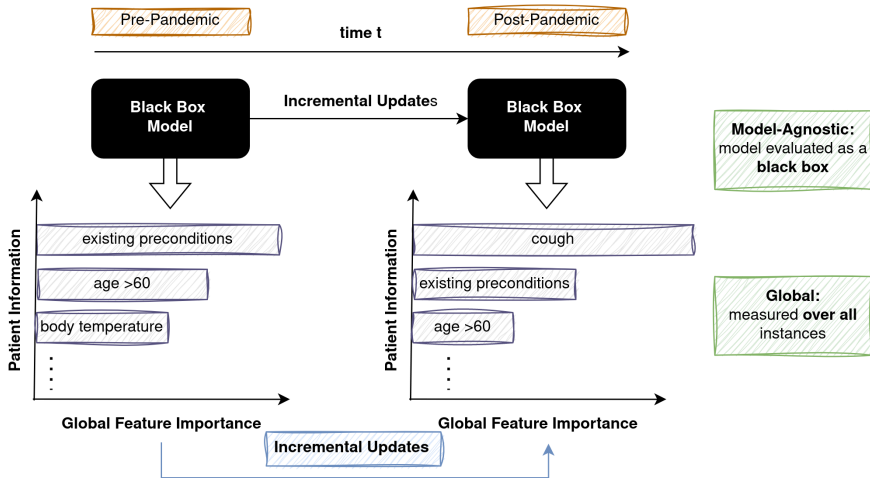 Pre-Pandemic
Post-Pandemic
time t
Black Box
Model
Incremental Updates
Black Box
Model
Model-Agnostic:
model evaluated as a
black box
Patient Information
existing preconditions
age >60
body temperature
Global Feature Importance
Patient Information
cough
existing preconditions
age >60
Global Feature Importance
Global:
measured over all
instances
Incremental Updates